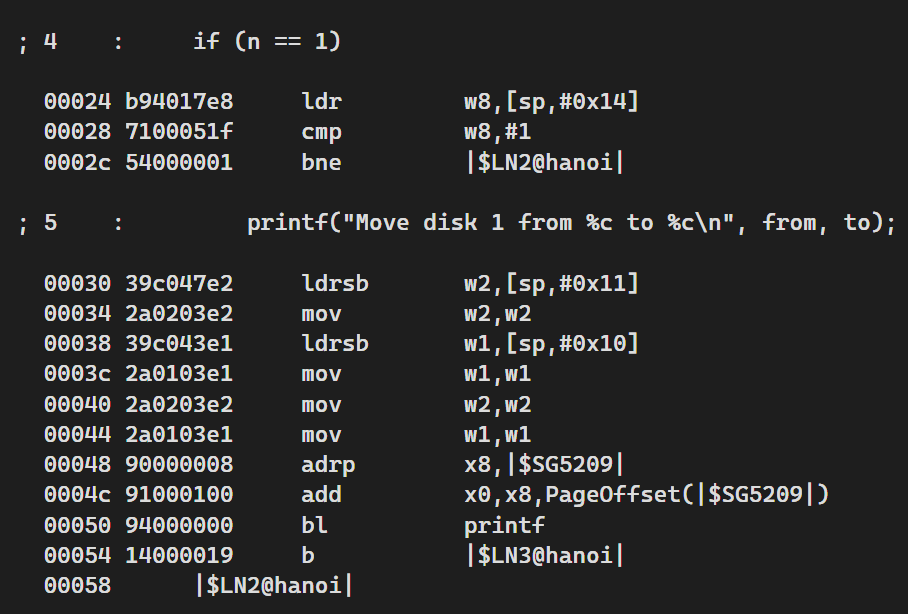 ; 4    :     if (n == 1)
00024 b94017e8     ldr         w8,[sp,#0x14]
00028 7100051f     cmp         w8,#1
0002c 54000001     bne         |$LN2@hanoi|
; 5    :         printf("Move disk 1 from %c to %c\n", from, to);
00030 39c047e2     ldrsb       w2,[sp,#0x11]
00034 2a0203e2     mov         w2,w2
00038 39c043e1     ldrsb       w1,[sp,#0x10]
0003c 2a0103e1     mov         w1,w1
00040 2a0203e2     mov         w2,w2
00044 2a0103e1     mov         w1,w1
00048 90000008     adrp        x8,|$SG5209|
0004c 91000100     add         x0,x8,PageOffset(|$SG5209|)
00050 94000000     bl          printf
00054 14000019     b           |$LN3@hanoi|
00058      |$LN2@hanoi|